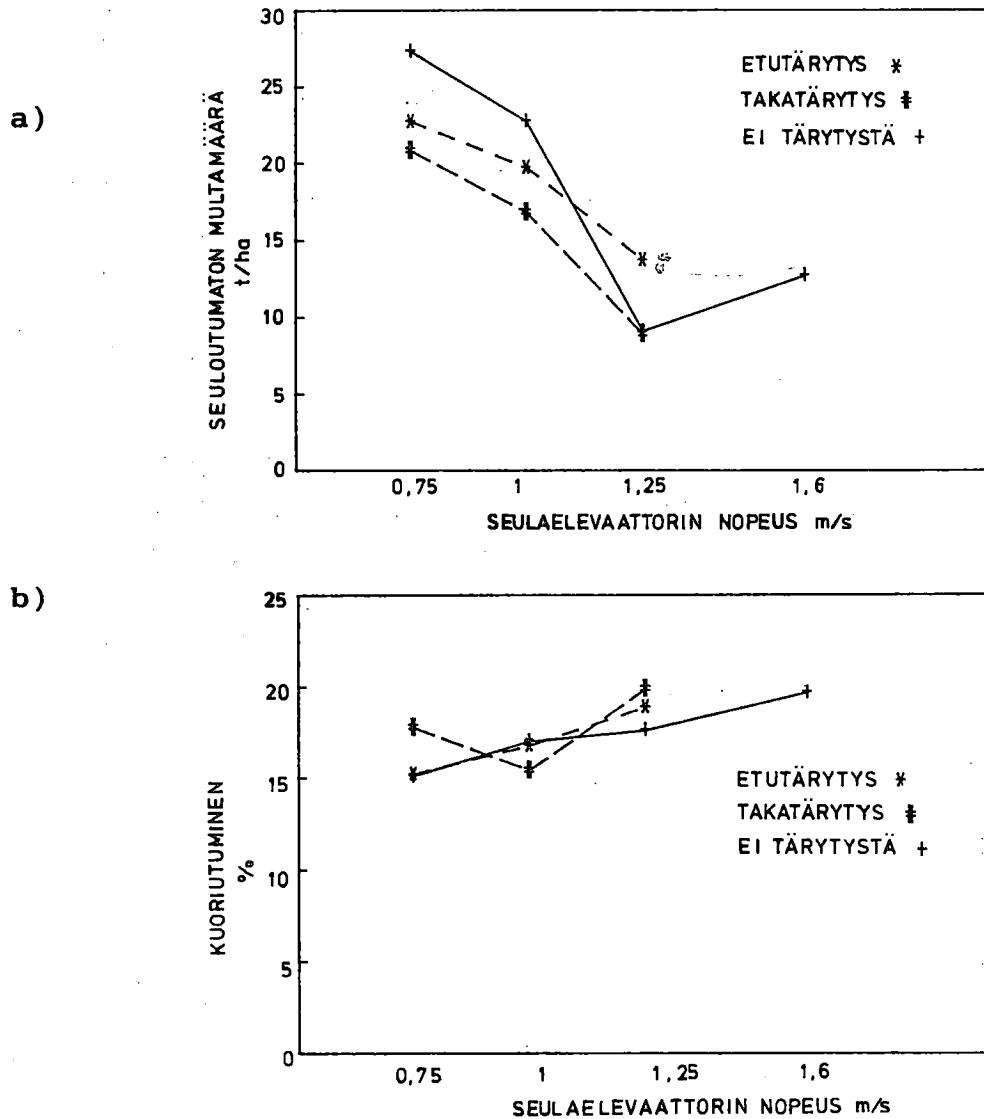 a)
30
25
20
15
10
5
0
SEULOUTUMATON MULTAMÄÄRÄ
t/ha
ETUTÄRYTYS *
TAKATÄRYTYS ⋕
EI TÄRYTYSTÄ +
0,75 1 1,25 1,6
SEULAELEVAATTORIN NOPEUS m/s
b)
25
20
15
10
5
0
KUORIUTUMINEN
%
ETUTÄRYTYS *
TAKATÄRYTYS ⋕
EI TÄRYTYSTÄ +
0,75 1 1,25 1,6
SEULAELEVAATTORIN NOPEUS m/s